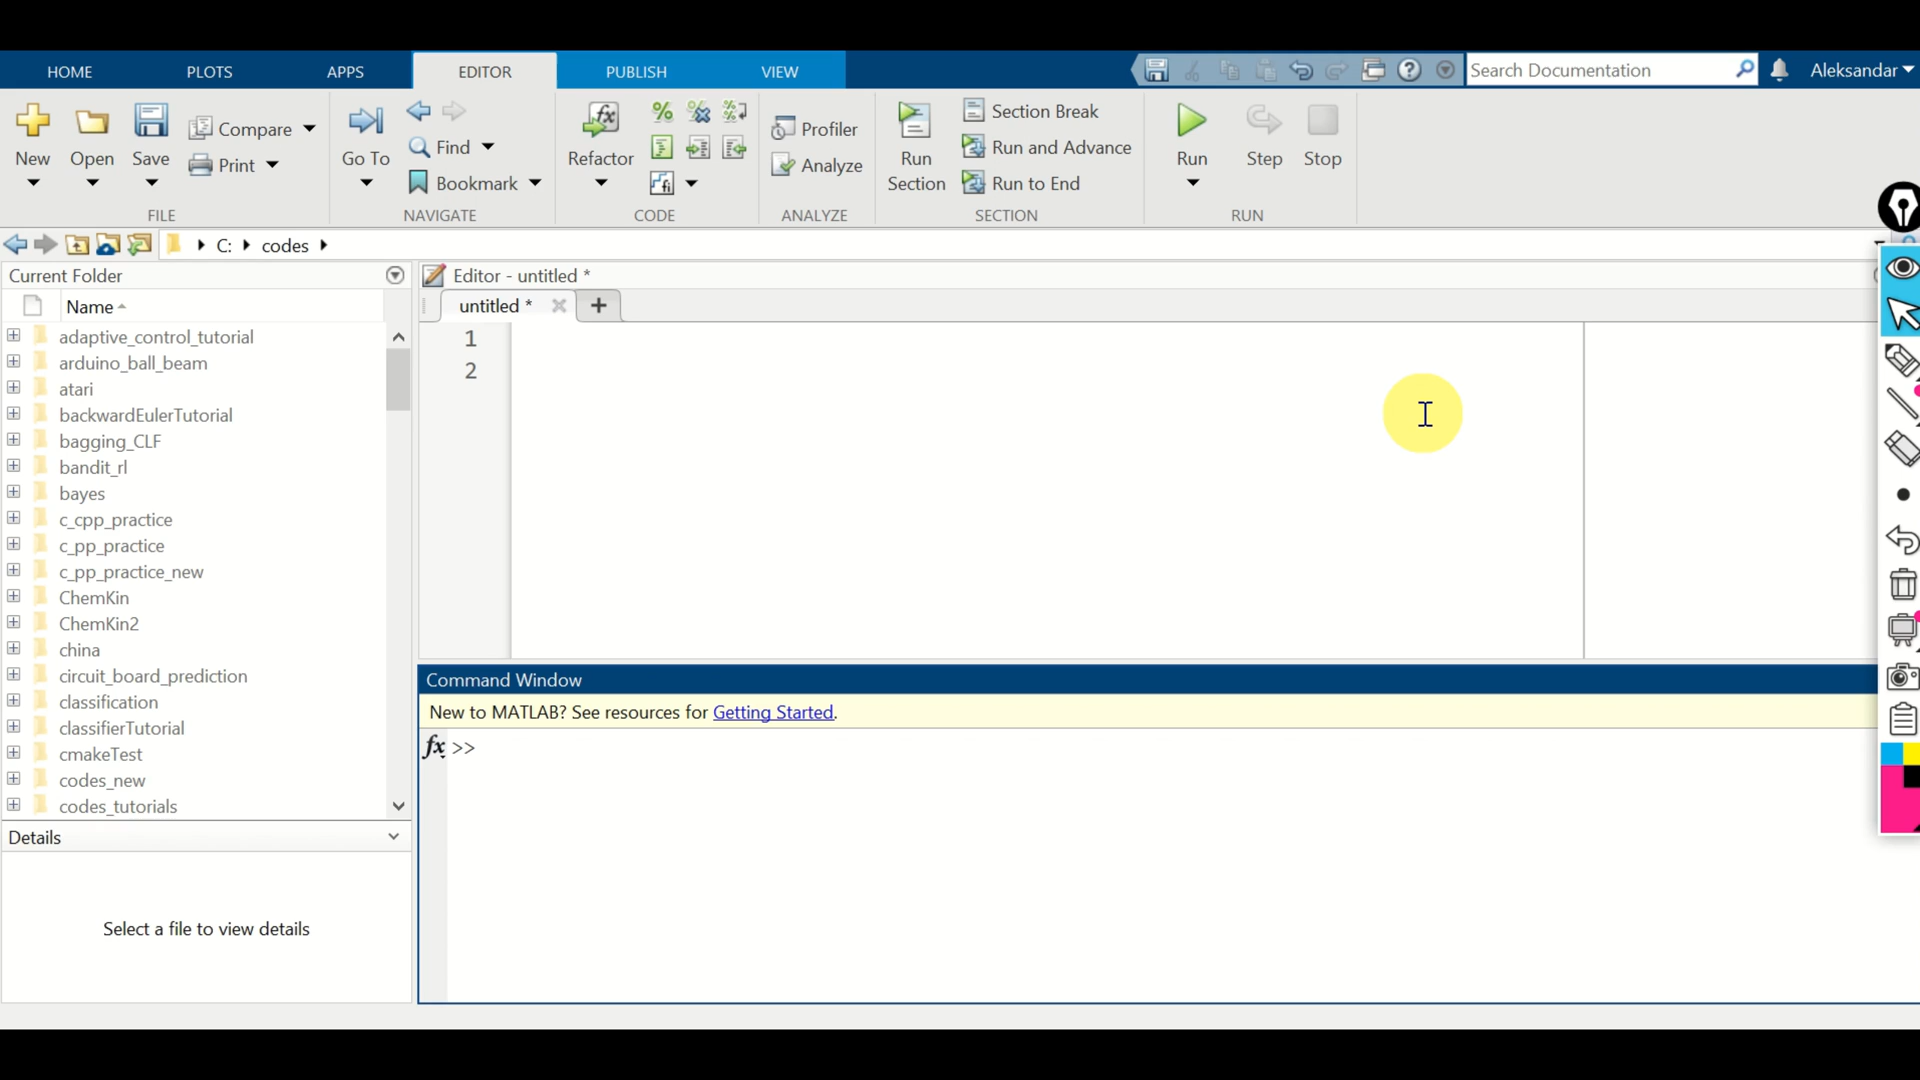 HOME PLOTS APPS EDITOR PUBLISH VIEW Search Documentation Aleksandar
New Open Save Compare Print Go To Find Bookmark Refactor Profiler Analyze Run Section Section Break Run and Advance Run to End Run Step Stop
FILE NAVIGATE CODE ANALYZE SECTION RUN
C: codes
Current Folder
Name
adaptive_control_tutorial
arduino_ball_beam
atari
backwardEulerTutorial
bagging_CLF
bandit_rl
bayes
c_cpp_practice
c_pp_practice
c_pp_practice_new
ChemKin
ChemKin2
china
circuit_board_prediction
classification
classifierTutorial
cmakeTest
codes_new
codes_tutorials
Details
Select a file to view details
Editor - untitled *
untitled *
1
2
Command Window
New to MATLAB? See resources for Getting Started.
fx >>